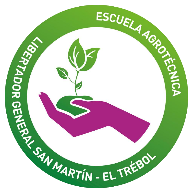 ESCUELA AGROTÉCNICA
LIBERTADOR GENERAL SAN MARTÍN - EL TRÉBOL